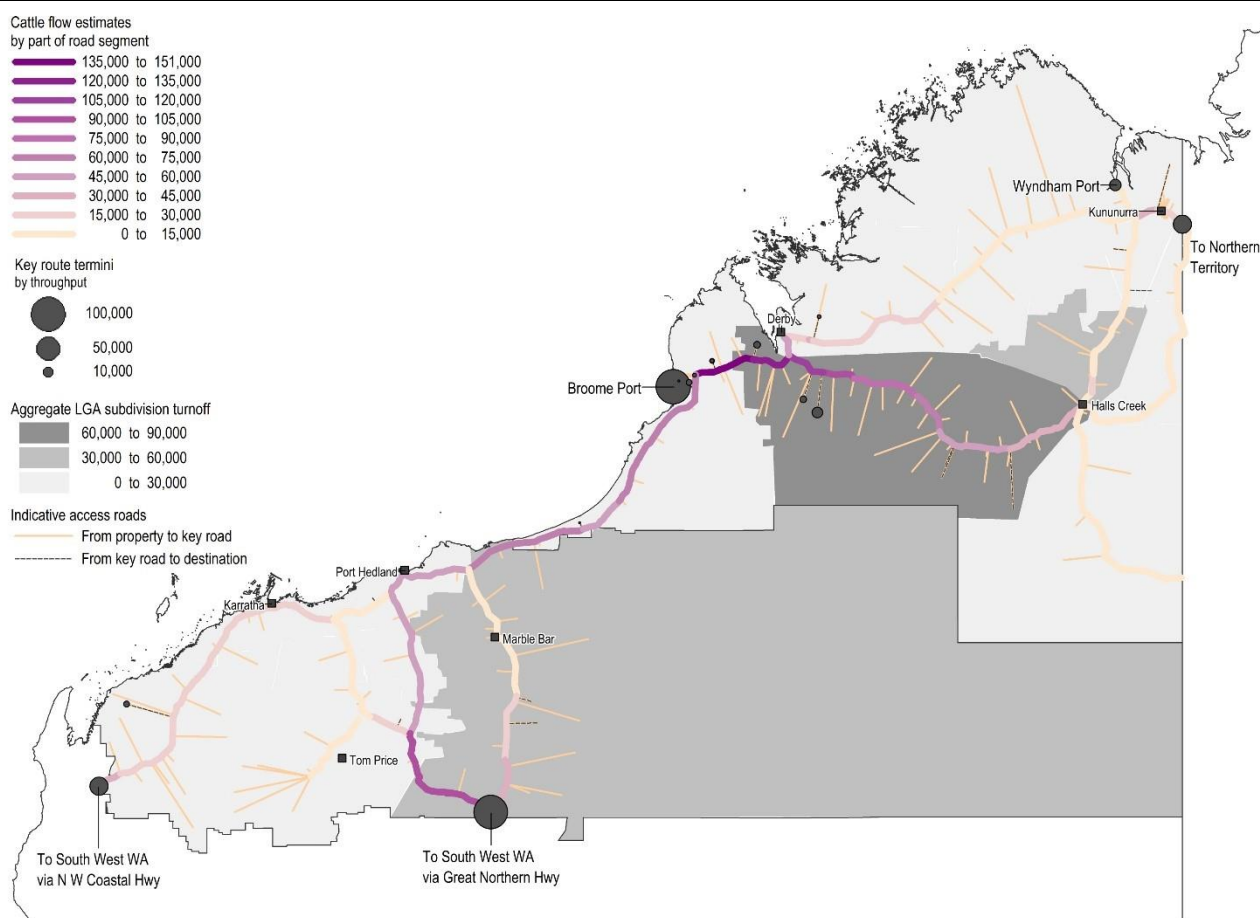 Cattle flow estimates
by part of road segment
135,000 to 151,000
120,000 to 135,000
105,000 to 120,000
90,000 to 105,000
75,000 to 90,000
60,000 to 75,000
45,000 to 60,000
30,000 to 45,000
15,000 to 30,000
0 to 15,000
Key route termini
by throughput
100,000
50,000
10,000
Aggregate LGA subdivision turnoff
60,000 to 90,000
30,000 to 60,000
0 to 30,000
Indicative access roads
From property to key road
From key road to destination
Wyndham Port
Kununurra
To Northern
Territory
Derby
Broome Port
Halls Creek
Port Hedland
Karratha
Marble Bar
Tom Price
To South West WA
via N W Coastal Hwy
To South West WA
via Great Northern Hwy